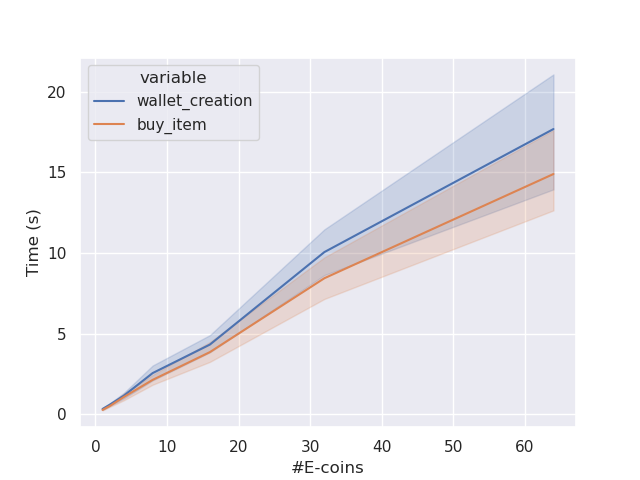 variable
wallet_creation
buy_item
Time (s)
20
15
10
5
0
0 10 20 30 40 50 60
#E-coins